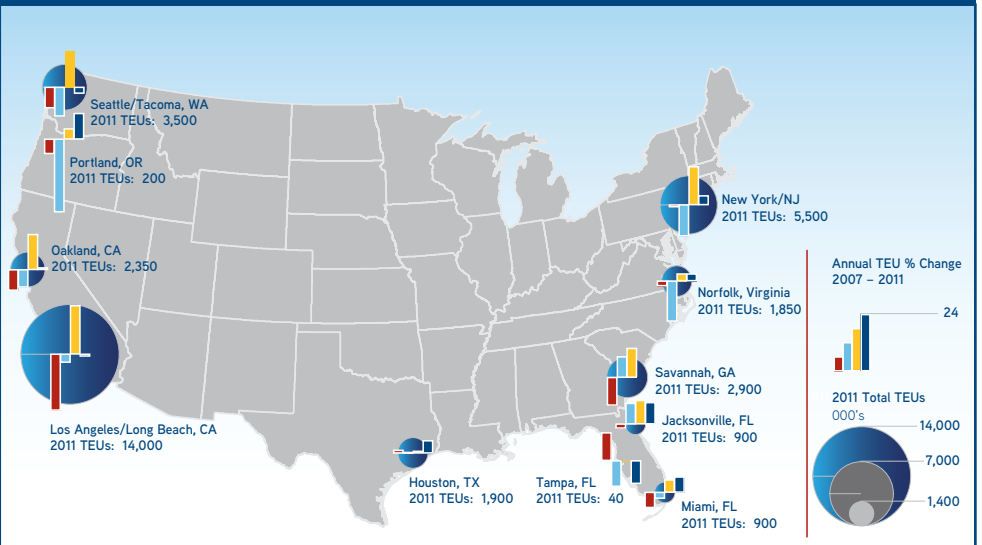 Seattle/Tacoma, WA
2011 TEUs: 3,500
Portland, OR
2011 TEUs: 200
Oakland, CA
2011 TEUs: 2,350
Los Angeles/Long Beach, CA
2011 TEUs: 14,000
Houston, TX
2011 TEUs: 1,900
Tampa, FL
2011 TEUs: 40
Miami, FL
2011 TEUs: 900
Jacksonville, FL
2011 TEUs: 900
Savannah, GA
2011 TEUs: 2,900
Norfolk, Virginia
2011 TEUs: 1,850
New York/NJ
2011 TEUs: 5,500
Annual TEU % Change
2007 – 2011
24
2011 Total TEUs
000's
14,000
7,000
1,400